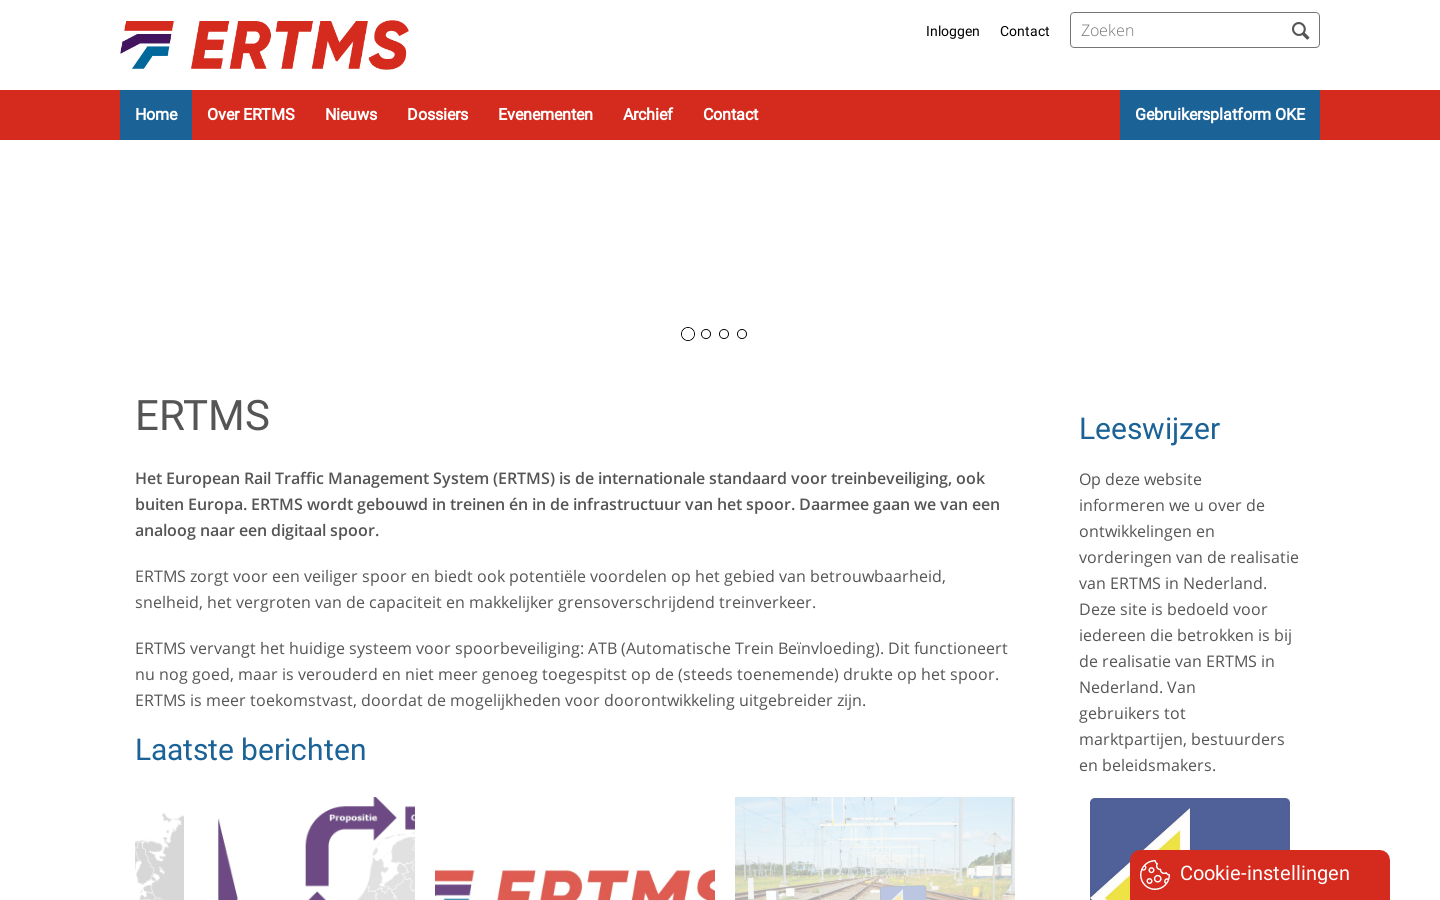 ERTMS
Inloggen
Contact
Zoeken
Home
Over ERTMS
Nieuws
Dossiers
Evenementen
Archief
Contact
Gebruikersplatform OKE
ERTMS
Het European Rail Traffic Management System (ERTMS) is de internationale standaard voor treinbeveiliging, ook
buiten Europa. ERTMS wordt gebouwd in treinen én in de infrastructuur van het spoor. Daarmee gaan we van een
analoog naar een digitaal spoor.
ERTMS zorgt voor een veiliger spoor en biedt ook potentiële voordelen op het gebied van betrouwbaarheid,
snelheid, het vergroten van de capaciteit en makkelijker grensoverschrijdend treinverkeer.
ERTMS vervangt het huidige systeem voor spoorbeveiliging: ATB (Automatische Trein Beïnvloeding). Dit functioneert
nu nog goed, maar is verouderd en niet meer genoeg toegespitst op de (steeds toenemende) drukte op het spoor.
ERTMS is meer toekomstvast, doordat de mogelijkheden voor doorontwikkeling uitgebreider zijn.
Laatste berichten
Propositie
ERTMS
Leeswijzer
Op deze website
informeren we u over de
ontwikkelingen en
vorderingen van de realisatie
van ERTMS in Nederland.
Deze site is bedoeld voor
iedereen die betrokken is bij
de realisatie van ERTMS in
Nederland. Van
gebruikers tot
marktpartijen, bestuurders
en beleidsmakers.
Cookie-instellingen